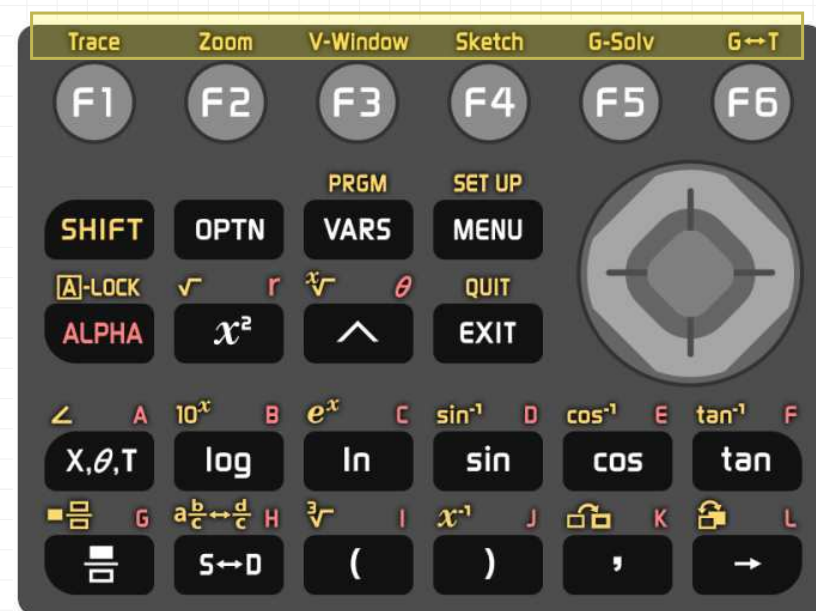 Trace Zoom V-Window Sketch G-Solv G↔T
F1 F2 F3 F4 F5 F6
PRGM SET UP
SHIFT OPTN VARS MENU
A-LOCK √ r ˣ√ θ QUIT
ALPHA x² ^ EXIT
∠ A 10ˣ B eˣ C sin⁻¹ D cos⁻¹ E tan⁻¹ F
X,θ,T log ln sin cos tan
G a b/c↔d/c H ³√ I x⁻¹ J K L
S↔D ( ) , →